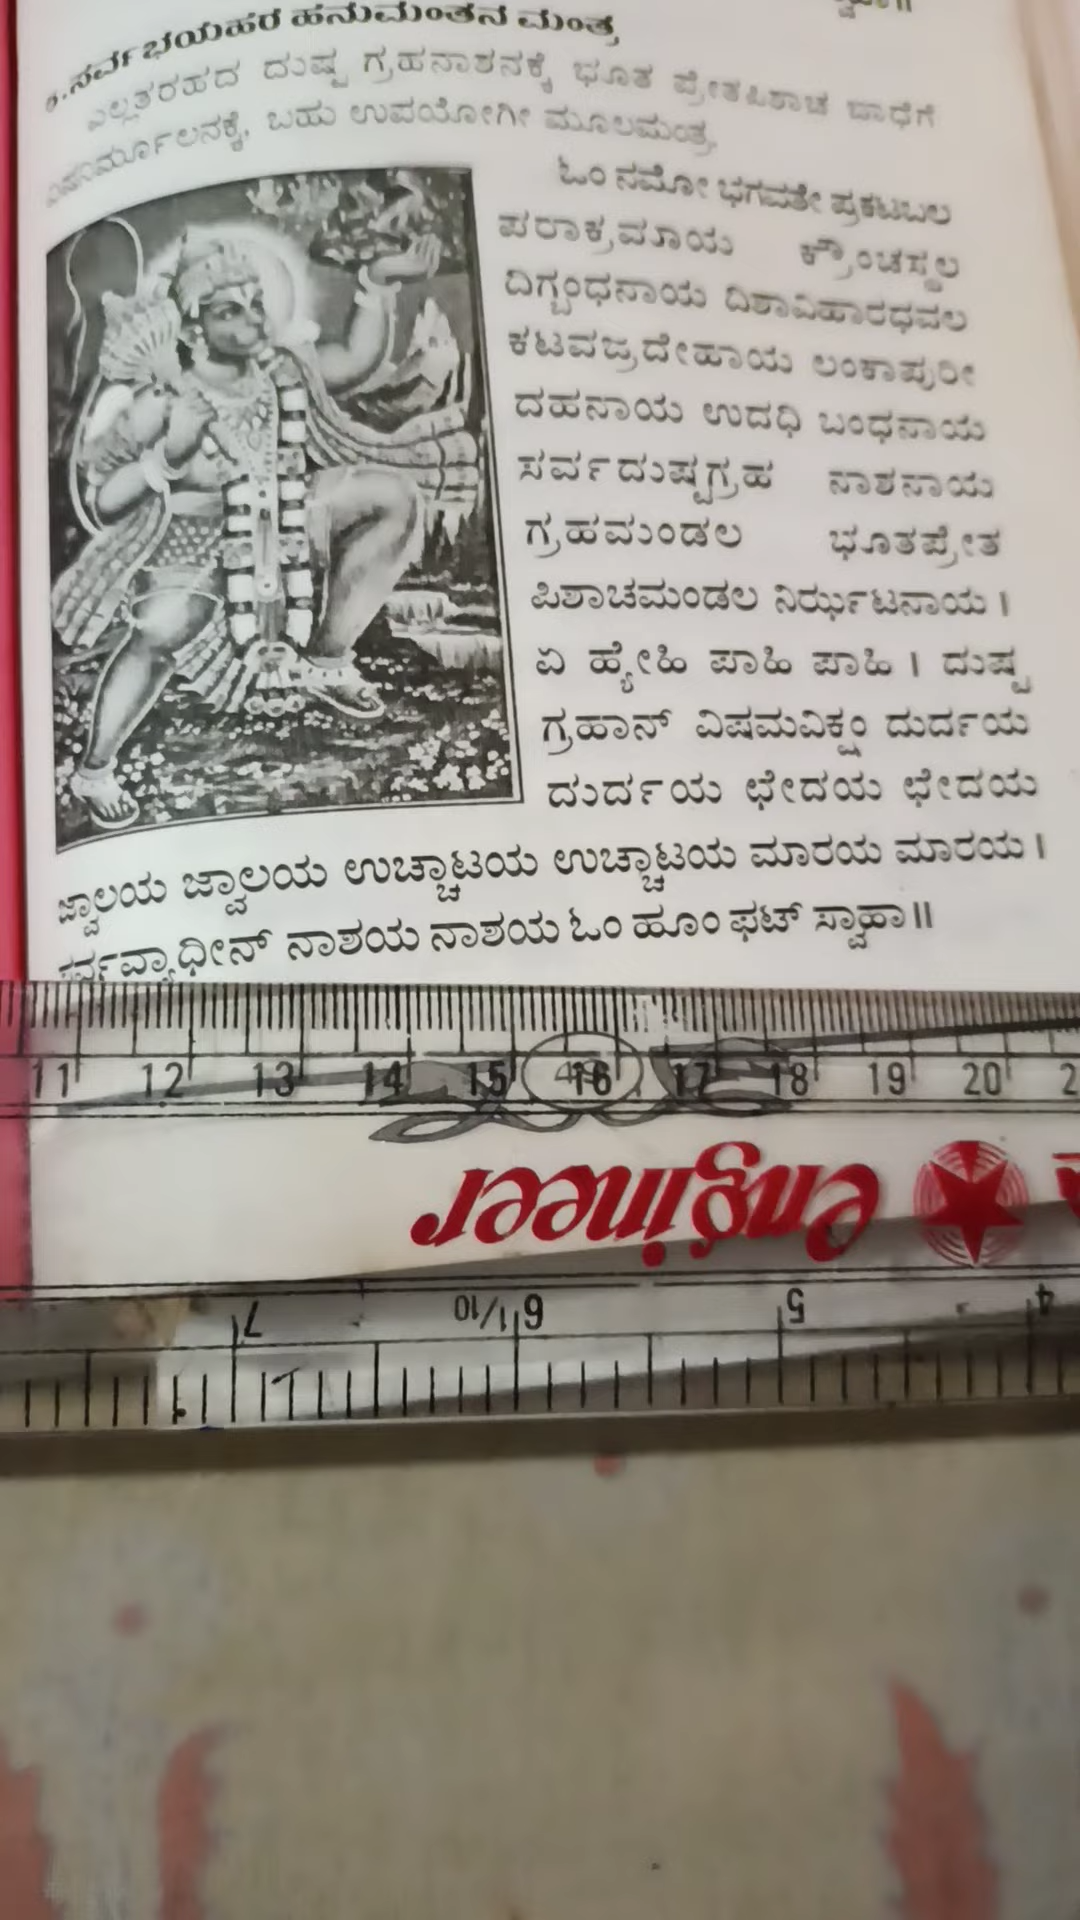 ಸರ್ವಭಯಹರ ಹನುಮಂತನ ಮಂತ್ರ
ಎಲ್ಲತರಹದ ದುಷ್ಟ ಗ್ರಹನಾಶನಕ್ಕೆ ಭೂತ ಪ್ರೇತಪಿಶಾಚ ಬಾಧೆಗೆ
ಬಹು ಉಪಯೋಗೀ ಮೂಲಮಂತ್ರ.
ಓಂ ನಮೋ ಭಗವತೇ ಪ್ರಕಟಬಲ
ಪರಾಕ್ರಮಾಯ ಕ್ರೌಂಚಸ್ಥಲ
ದಿಗ್ಬಂಧನಾಯ ದಿಶಾವಿಹಾರಧವಲ
ಕಟವಜ್ರದೇಹಾಯ ಲಂಕಾಪುರೀ
ದಹನಾಯ ಉದಧಿ ಬಂಧನಾಯ
ಸರ್ವದುಷ್ಟಗ್ರಹ ನಾಶನಾಯ
ಗ್ರಹಮಂಡಲ ಭೂತಪ್ರೇತ
ಪಿಶಾಚಮಂಡಲ ನಿರ್ಝಟನಾಯ ।
ಏ ಹ್ಯೇಹಿ ಪಾಹಿ ಪಾಹಿ । ದುಷ್ಟ
ಗ್ರಹಾನ್ ವಿಷಮವಿಕ್ಷಂ ದುರ್ದಯ
ದುರ್ದಯ ಛೇದಯ ಛೇದಯ
ಜ್ವಾಲಯ ಜ್ವಾಲಯ ಉಚ್ಚಾಟಯ ಉಚ್ಚಾಟಯ ಮಾರಯ ಮಾರಯ ।
ಸರ್ವವ್ಯಾಧೀನ್ ನಾಶಯ ನಾಶಯ ಓಂ ಹೂಂ ಫಟ್ ಸ್ವಾಹಾ ॥
11 12 13 14 15 16 17 18 19 20
engineer
7 1/10 6 5 4